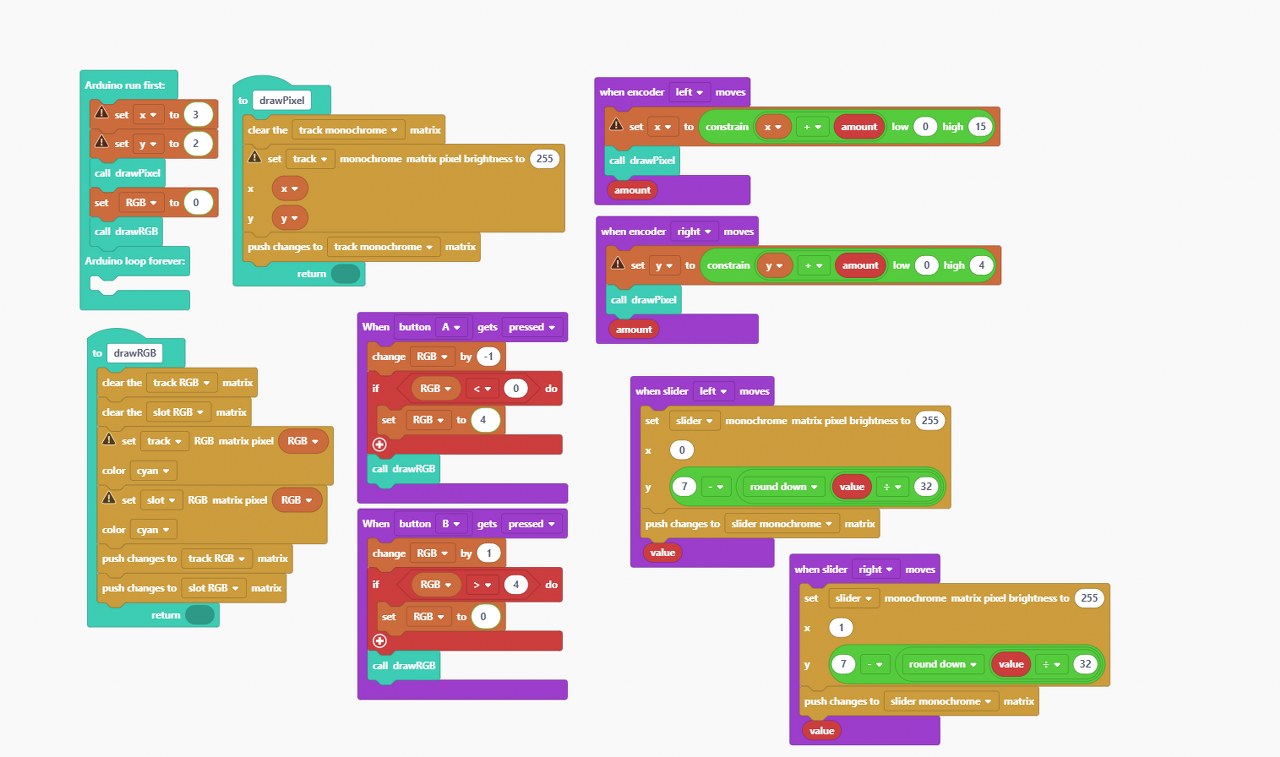 Arduino run first:
set x to 3
set y to 2
call drawPixel
set RGB to 0
call drawRGB
Arduino loop forever:
to drawPixel
clear the track monochrome matrix
set track monochrome matrix pixel brightness to 255
x x
y y
push changes to track monochrome matrix
return
to drawRGB
clear the track RGB matrix
clear the slot RGB matrix
set track RGB matrix pixel RGB
color cyan
set slot RGB matrix pixel RGB
color cyan
push changes to track RGB matrix
push changes to slot RGB matrix
return
When button A gets pressed
change RGB by -1
if RGB < 0 do
set RGB to 4
call drawRGB
When button B gets pressed
change RGB by 1
if RGB > 4 do
set RGB to 0
call drawRGB
when encoder left moves
set x to constrain x + amount low 0 high 15
call drawPixel
amount
when encoder right moves
set y to constrain y + amount low 0 high 4
call drawPixel
amount
when slider left moves
set slider monochrome matrix pixel brightness to 255
x 0
y 7 - round down value ÷ 32
push changes to slider monochrome matrix
value
when slider right moves
set slider monochrome matrix pixel brightness to 255
x 1
y 7 - round down value ÷ 32
push changes to slider monochrome matrix
value